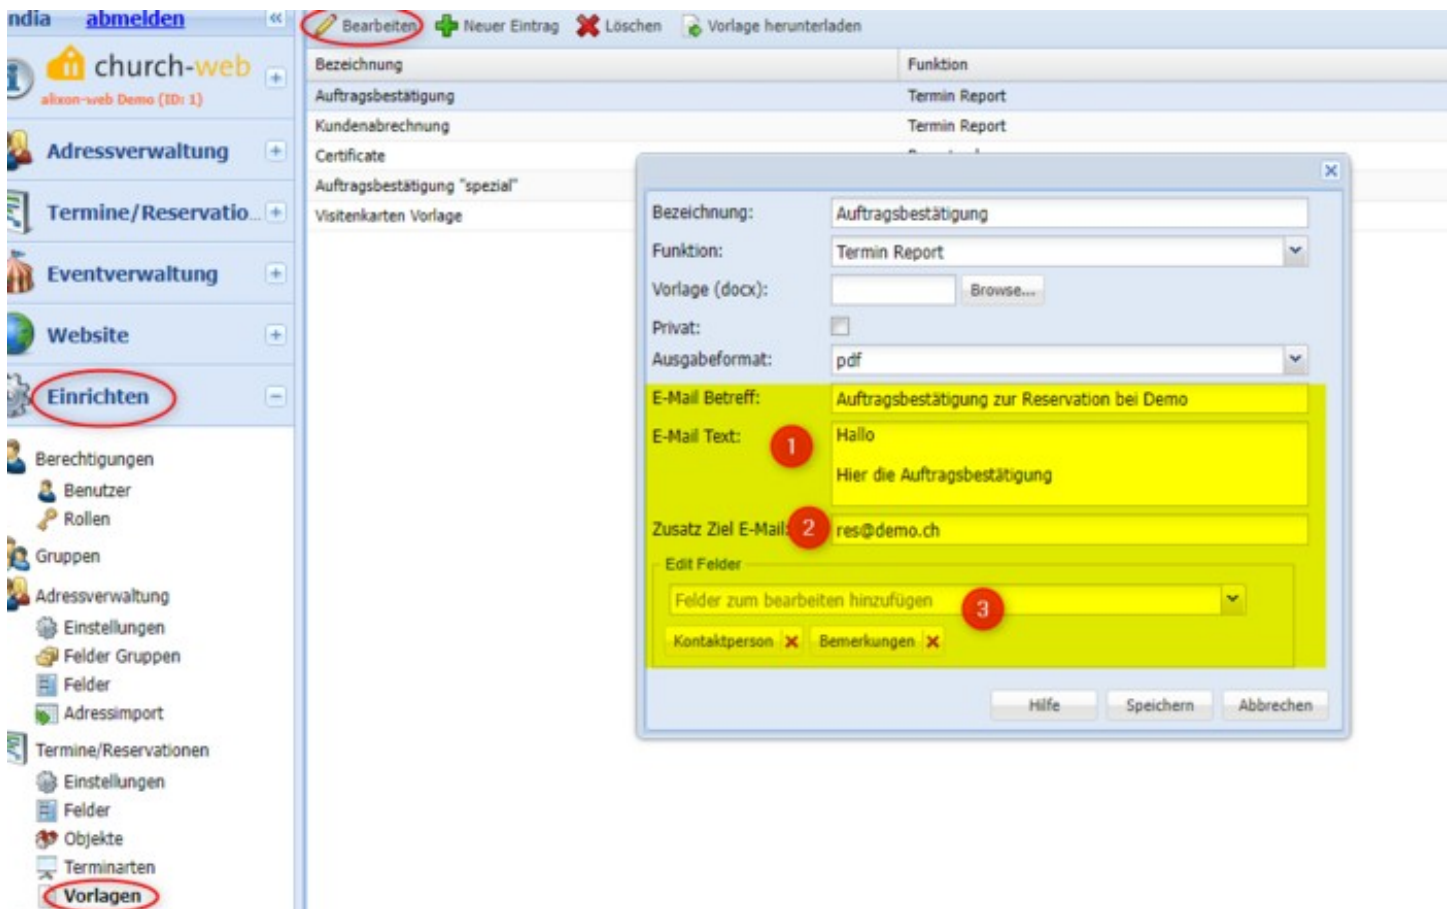 ndia abmelden «
Bearbeiten Neuer Eintrag Löschen Vorlage herunterladen
church-web
alixon-web Demo (ID: 1)
Adressverwaltung
Termine/Reservatio...
Eventverwaltung
Website
Einrichten
Berechtigungen
Benutzer
Rollen
Gruppen
Adressverwaltung
Einstellungen
Felder Gruppen
Felder
Adressimport
Termine/Reservationen
Einstellungen
Felder
Objekte
Terminarten
Vorlagen
Bezeichnung Funktion
Auftragsbestätigung Termin Report
Kundenabrechnung Termin Report
Certificate
Auftragsbestätigung "spezial"
Visitenkarten Vorlage
Bezeichnung: Auftragsbestätigung
Funktion: Termin Report
Vorlage (docx): Browse...
Privat:
Ausgabeformat: pdf
E-Mail Betreff: Auftragsbestätigung zur Reservation bei Demo
E-Mail Text: 1 Hallo
Hier die Auftragsbestätigung
Zusatz Ziel E-Mail: 2 res@demo.ch
Edit Felder
Felder zum bearbeiten hinzufügen 3
Kontaktperson Bemerkungen
Hilfe Speichern Abbrechen